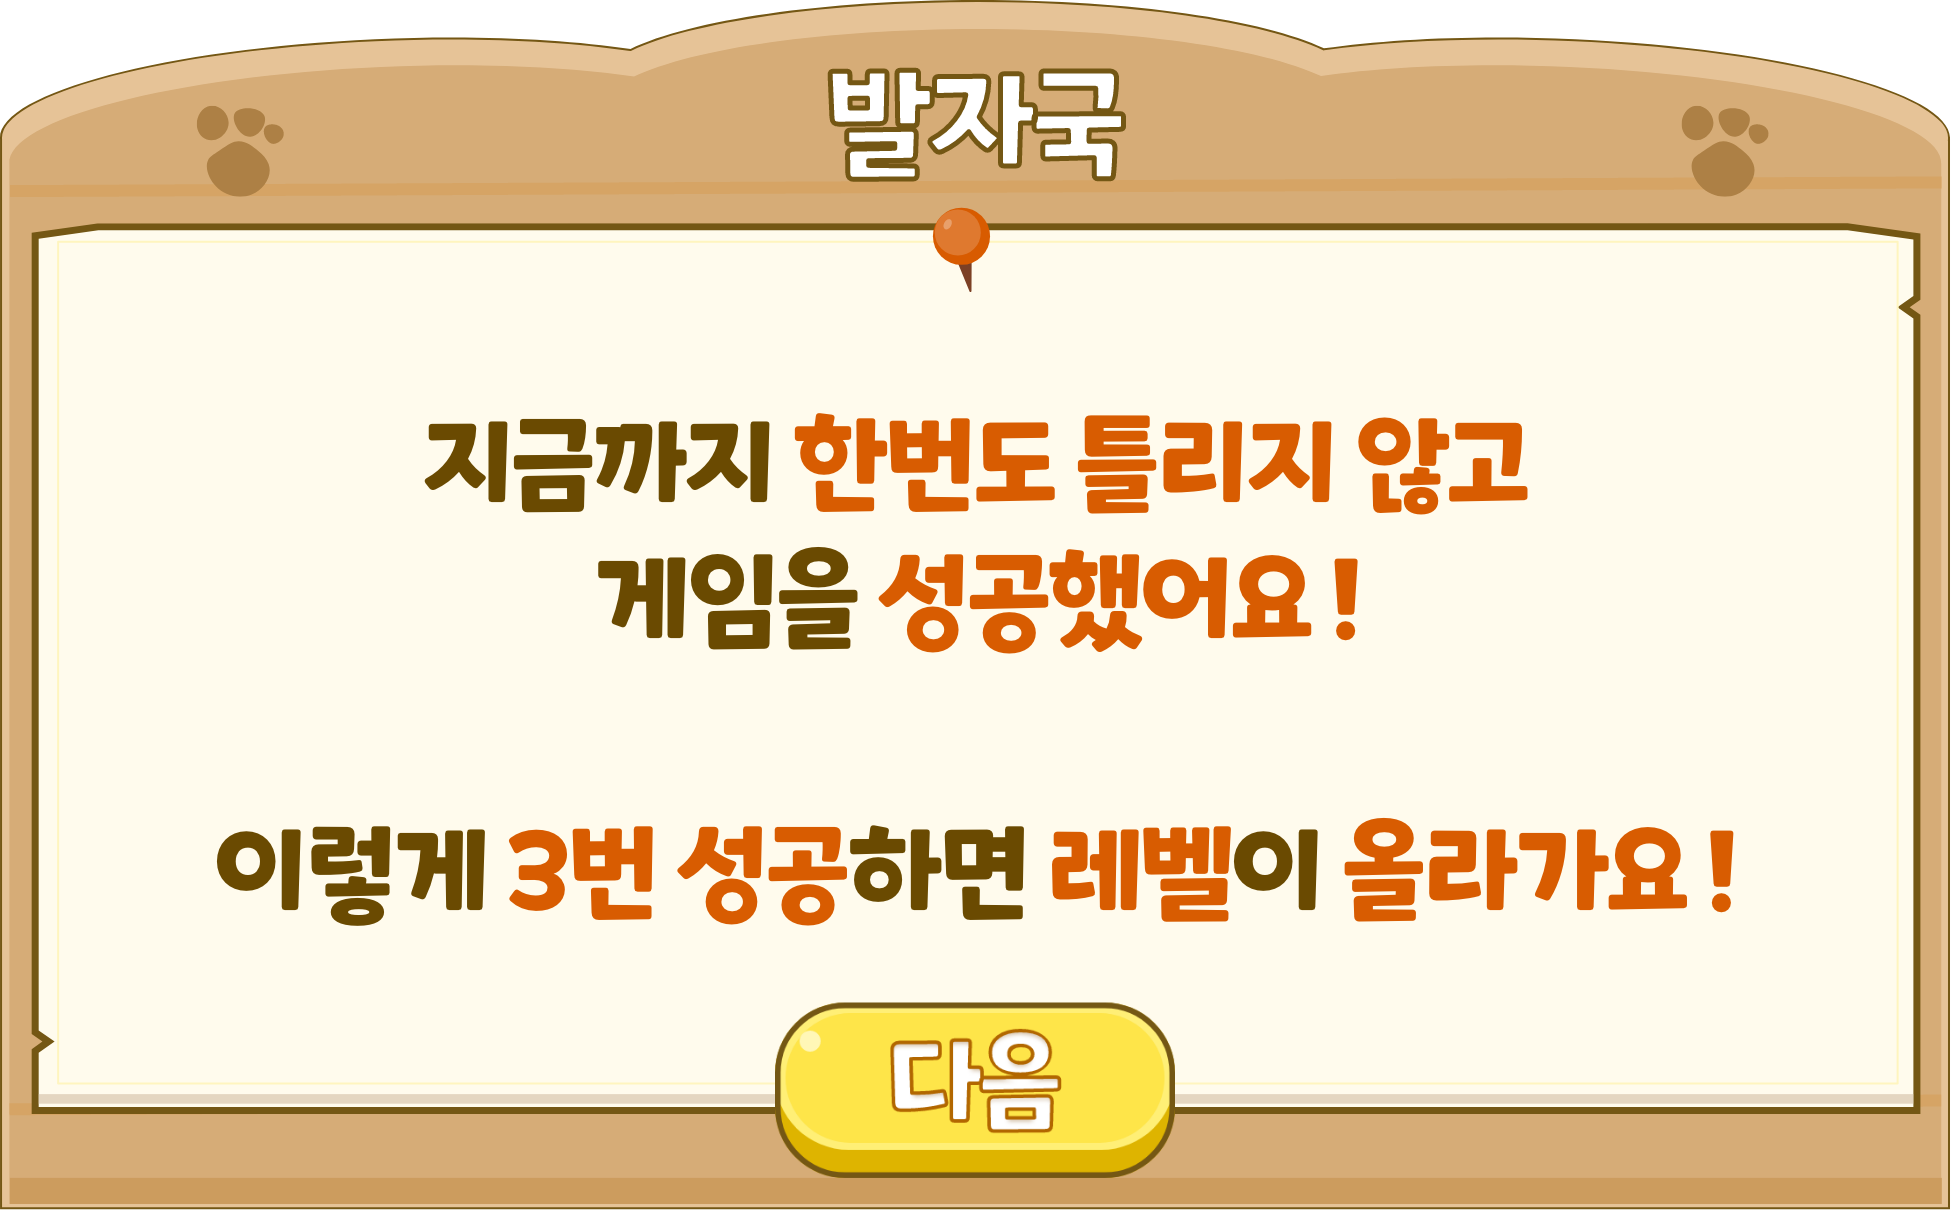 발자국
지금까지 한번도 틀리지 않고
게임을 성공했어요!
이렇게 3번 성공하면 레벨이 올라가요!
다음